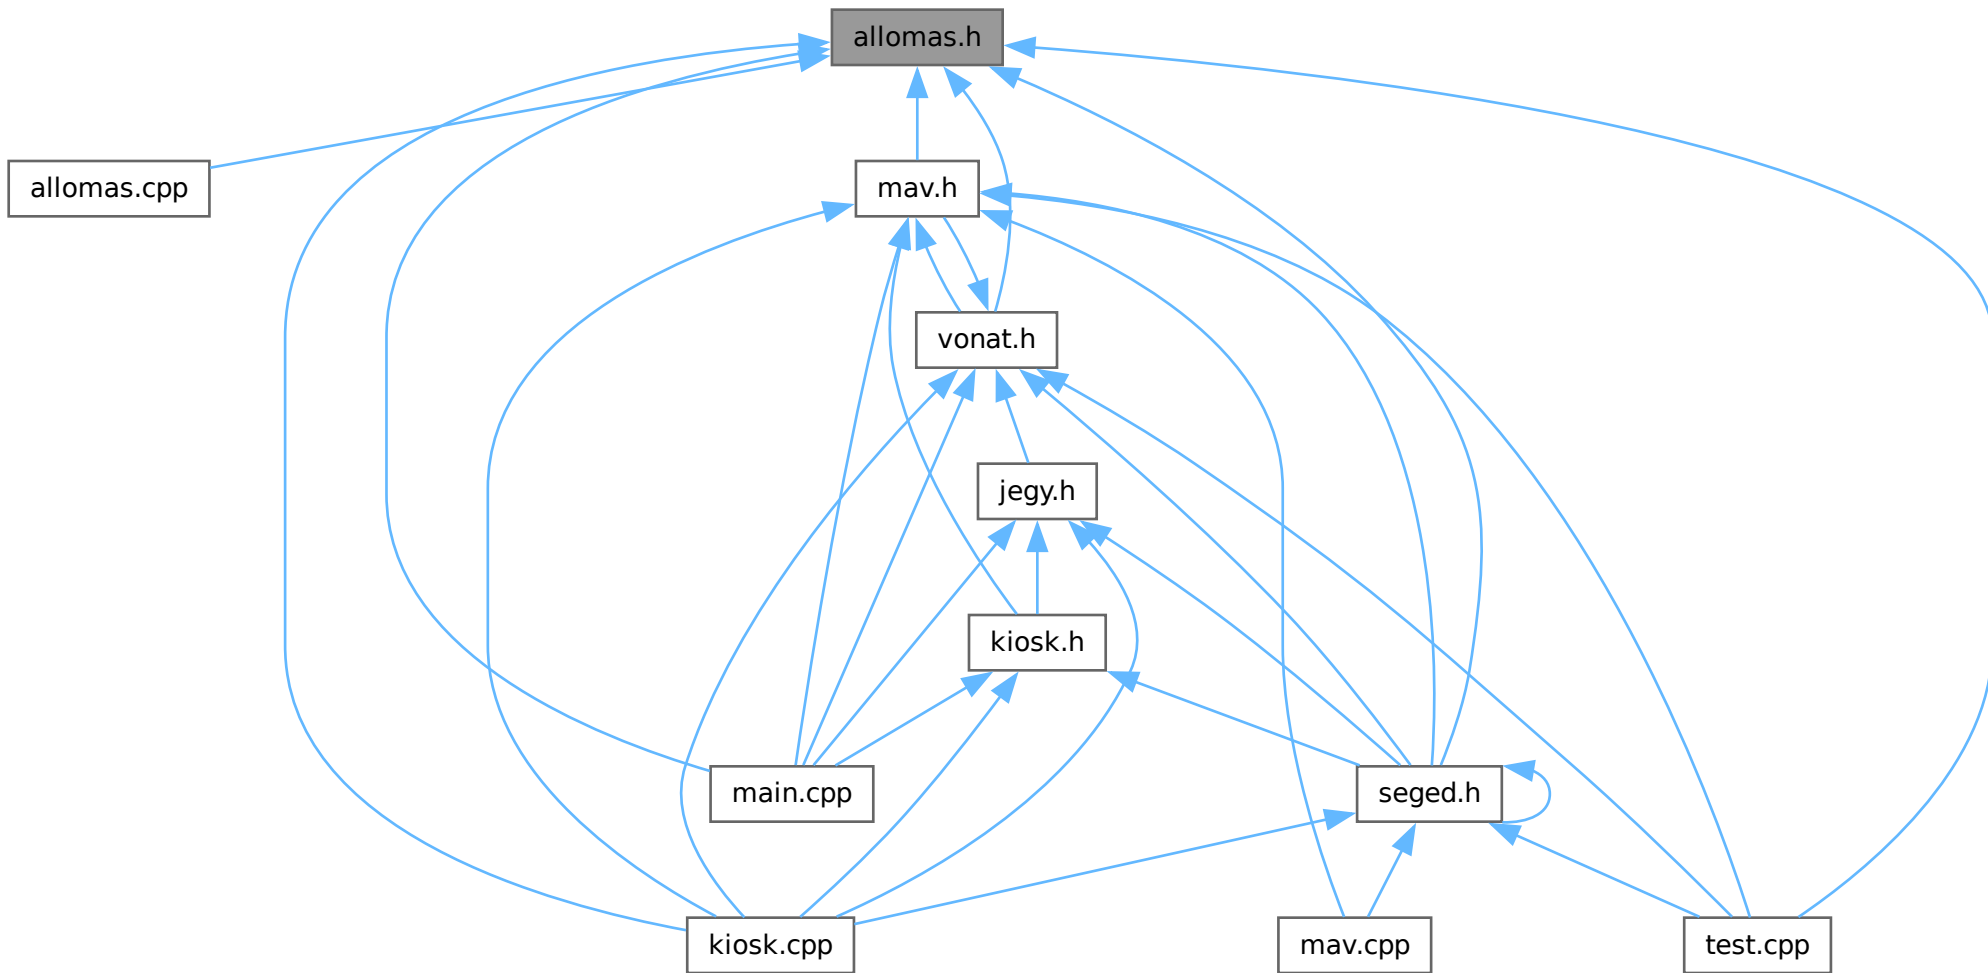 allomas.h
allomas.cpp
mav.h
vonat.h
jegy.h
kiosk.h
main.cpp
seged.h
kiosk.cpp
mav.cpp
test.cpp